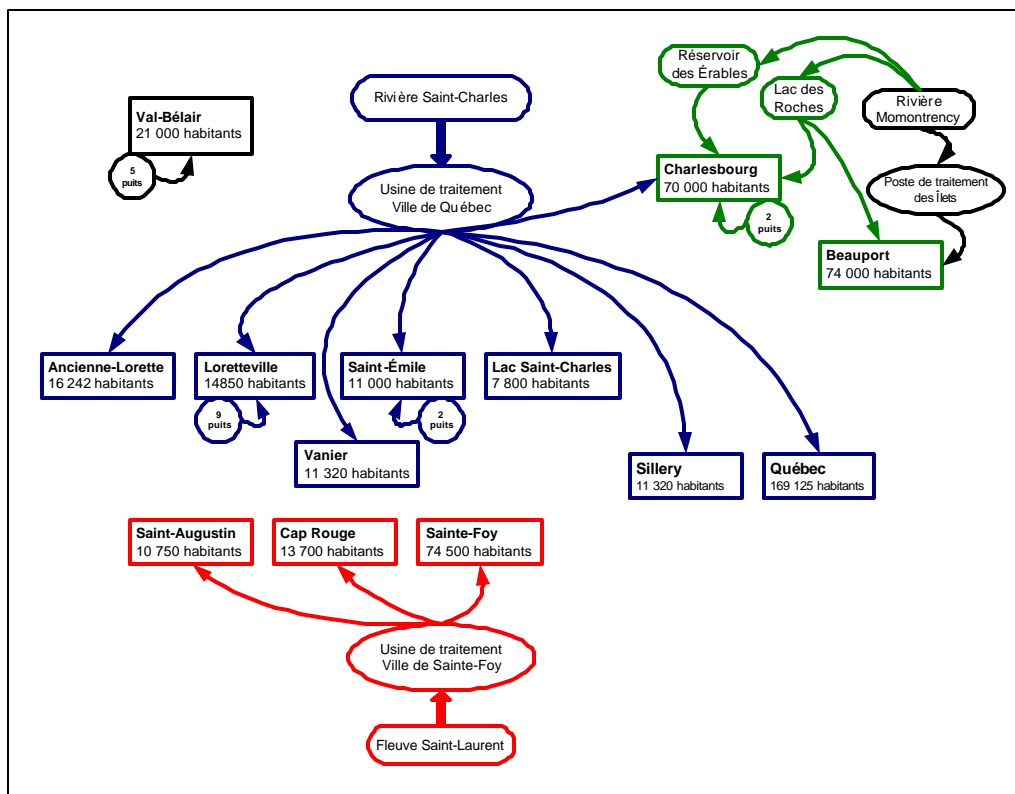 Réservoir
des Érables
Lac des
Roches
Rivière
Momontrency
Rivière Saint-Charles
Val-Bélair
21 000 habitants
5
puits
Usine de traitement
Ville de Québec
Charlesbourg
70 000 habitants
2
puits
Poste de traitement
des Îlets
Beauport
74 000 habitants
Ancienne-Lorette
16 242 habitants
Loretteville
14850 habitants
9
puits
Saint-Émile
11 000 habitants
2
puits
Lac Saint-Charles
7 800 habitants
Vanier
11 320 habitants
Sillery
11 320 habitants
Québec
169 125 habitants
Saint-Augustin
10 750 habitants
Cap Rouge
13 700 habitants
Sainte-Foy
74 500 habitants
Usine de traitement
Ville de Sainte-Foy
Fleuve Saint-Laurent